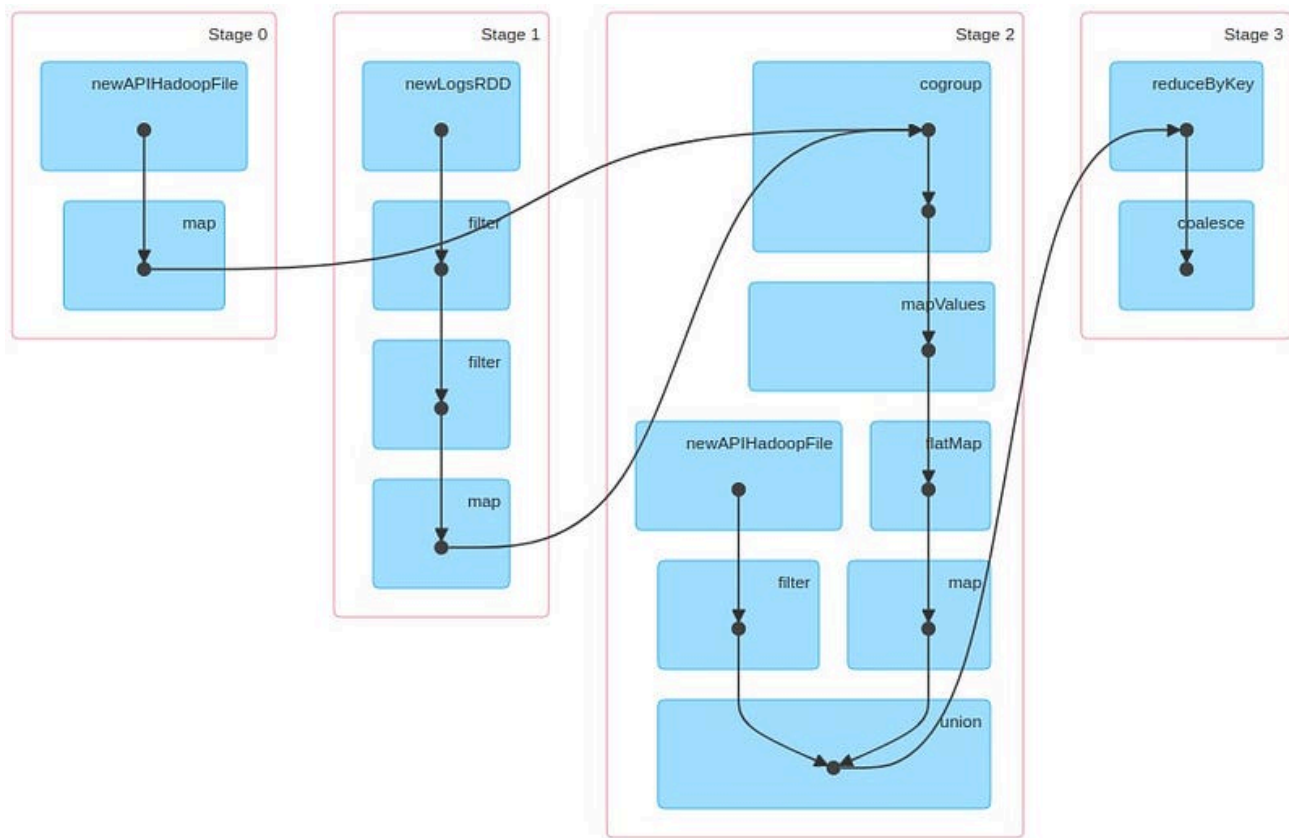 Stage 0
newAPIHadoopFile
map
Stage 1
newLogsRDD
filter
filter
map
Stage 2
cogroup
mapValues
newAPIHadoopFile
flatMap
filter
map
union
Stage 3
reduceByKey
coalesce